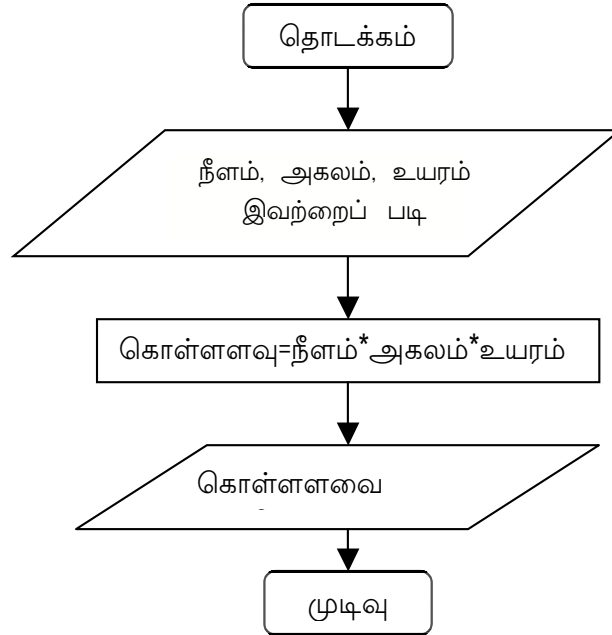 தொடக்கம்
நீளம், அகலம், உயரம்
இவற்றைப் படி
கொள்ளளவு=நீளம்*அகலம்*உயரம்
கொள்ளளவை
முடிவு